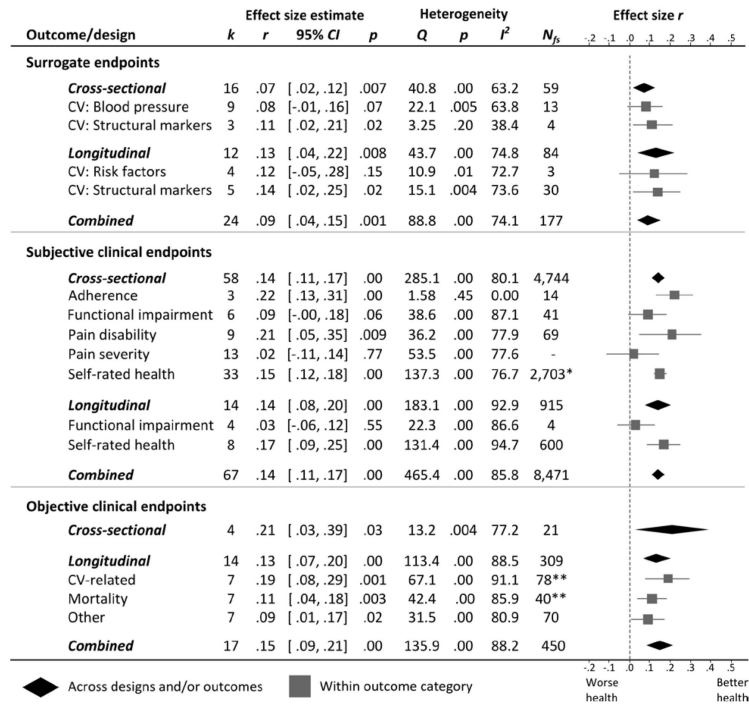 Effect size estimate Heterogeneity Effect size r
Outcome/design k r 95% CI p Q p I² Nfs -.2 -.1 .0 .1 .2 .3 .4
Surrogate endpoints
Cross-sectional 16 .07 [ .02, .12] .007 40.8 .00 63.2 59
CV: Blood pressure 9 .08 [-.01, .16] .07 22.1 .005 63.8 13
CV: Structural markers 3 .11 [ .02, .21] .02 3.25 .20 38.4 4
Longitudinal 12 .13 [ .04, .22] .008 43.7 .00 74.8 84
CV: Risk factors 4 .12 [-.05, .28] .15 10.9 .01 72.7 3
CV: Structural markers 5 .14 [ .02, .25] .02 15.1 .004 73.6 30
Combined 24 .09 [ .04, .15] .001 88.8 .00 74.1 177
Subjective clinical endpoints
Cross-sectional 58 .14 [ .11, .17] .00 285.1 .00 80.1 4,744
Adherence 3 .22 [ .13, .31] .00 1.58 .45 0.00 14
Functional impairment 6 .09 [-.00, .18] .06 38.6 .00 87.1 41
Pain disability 9 .21 [ .05, .35] .009 36.2 .00 77.9 69
Pain severity 13 .02 [-.11, .14] .77 53.5 .00 77.6 -
Self-rated health 33 .15 [ .12, .18] .00 137.3 .00 76.7 2,703*
Longitudinal 14 .14 [ .08, .20] .00 183.1 .00 92.9 915
Functional impairment 4 .03 [-.06, .12] .55 22.3 .00 86.6 4
Self-rated health 8 .17 [ .09, .25] .00 131.4 .00 94.7 600
Combined 67 .14 [ .11, .17] .00 465.4 .00 85.8 8,471
Objective clinical endpoints
Cross-sectional 4 .21 [ .03, .39] .03 13.2 .004 77.2 21
Longitudinal 14 .13 [ .07, .20] .00 113.4 .00 88.5 309
CV-related 7 .19 [ .08, .29] .001 67.1 .00 91.1 78**
Mortality 7 .11 [ .04, .18] .003 42.4 .00 85.9 40**
Other 7 .09 [ .01, .17] .02 31.5 .00 80.9 70
Combined 17 .15 [ .09, .21] .00 135.9 .00 88.2 450
-.2 -.1 .0 .1 .2 .3 .4
Across designs and/or outcomes Within outcome category Worse Better
health health